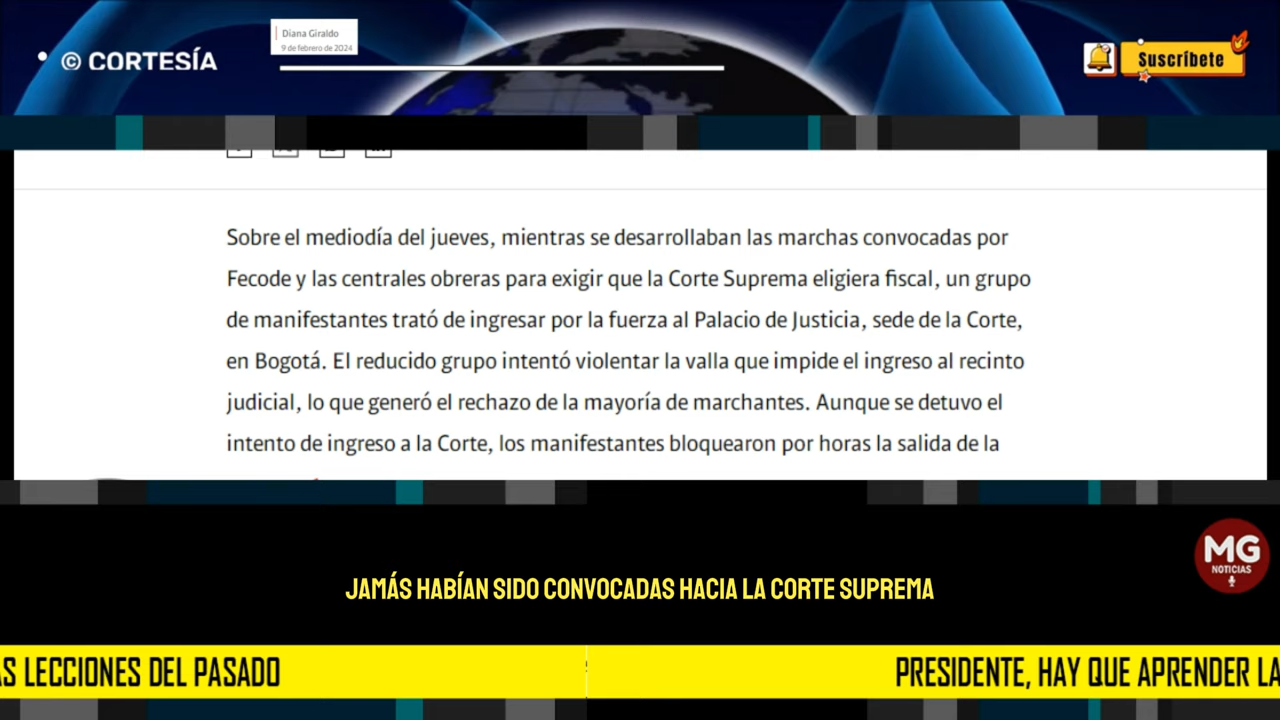 Diana Giraldo
9 de febrero de 2024
© CORTESÍA
Suscríbete
Sobre el mediodía del jueves, mientras se desarrollaban las marchas convocadas por
Fecode y las centrales obreras para exigir que la Corte Suprema eligiera fiscal, un grupo
de manifestantes trató de ingresar por la fuerza al Palacio de Justicia, sede de la Corte,
en Bogotá. El reducido grupo intentó violentar la valla que impide el ingreso al recinto
judicial, lo que generó el rechazo de la mayoría de marchantes. Aunque se detuvo el
intento de ingreso a la Corte, los manifestantes bloquearon por horas la salida de la
MG
NOTICIAS
JAMÁS HABÍAN SIDO CONVOCADAS HACIA LA CORTE SUPREMA
AS LECCIONES DEL PASADO
PRESIDENTE, HAY QUE APRENDER LA